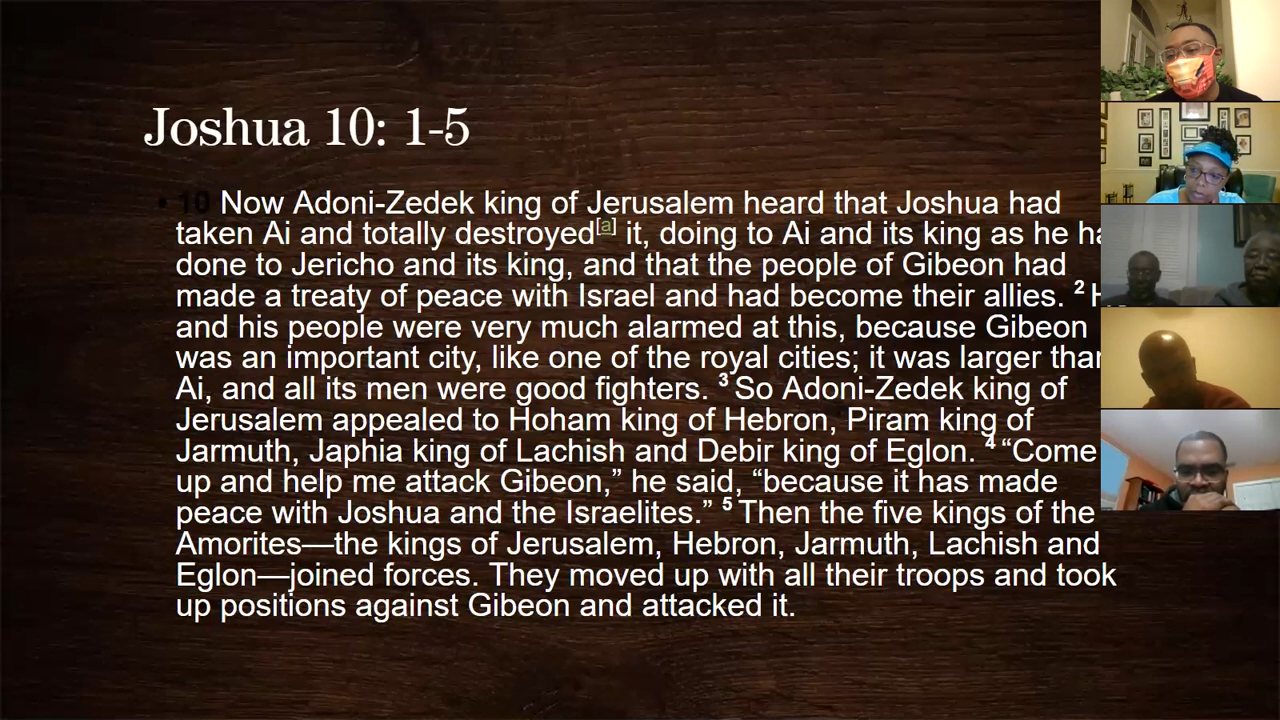 Joshua 10: 1-5
• 10 Now Adoni-Zedek king of Jerusalem heard that Joshua had
taken Ai and totally destroyed[a] it, doing to Ai and its king as he ha
done to Jericho and its king, and that the people of Gibeon had
made a treaty of peace with Israel and had become their allies. 2
and his people were very much alarmed at this, because Gibeon
was an important city, like one of the royal cities; it was larger than
Ai, and all its men were good fighters. 3 So Adoni-Zedek king of
Jerusalem appealed to Hoham king of Hebron, Piram king of
Jarmuth, Japhia king of Lachish and Debir king of Eglon. 4 “Come
up and help me attack Gibeon,” he said, “because it has made
peace with Joshua and the Israelites.” 5 Then the five kings of the
Amorites—the kings of Jerusalem, Hebron, Jarmuth, Lachish and
Eglon—joined forces. They moved up with all their troops and took
up positions against Gibeon and attacked it.